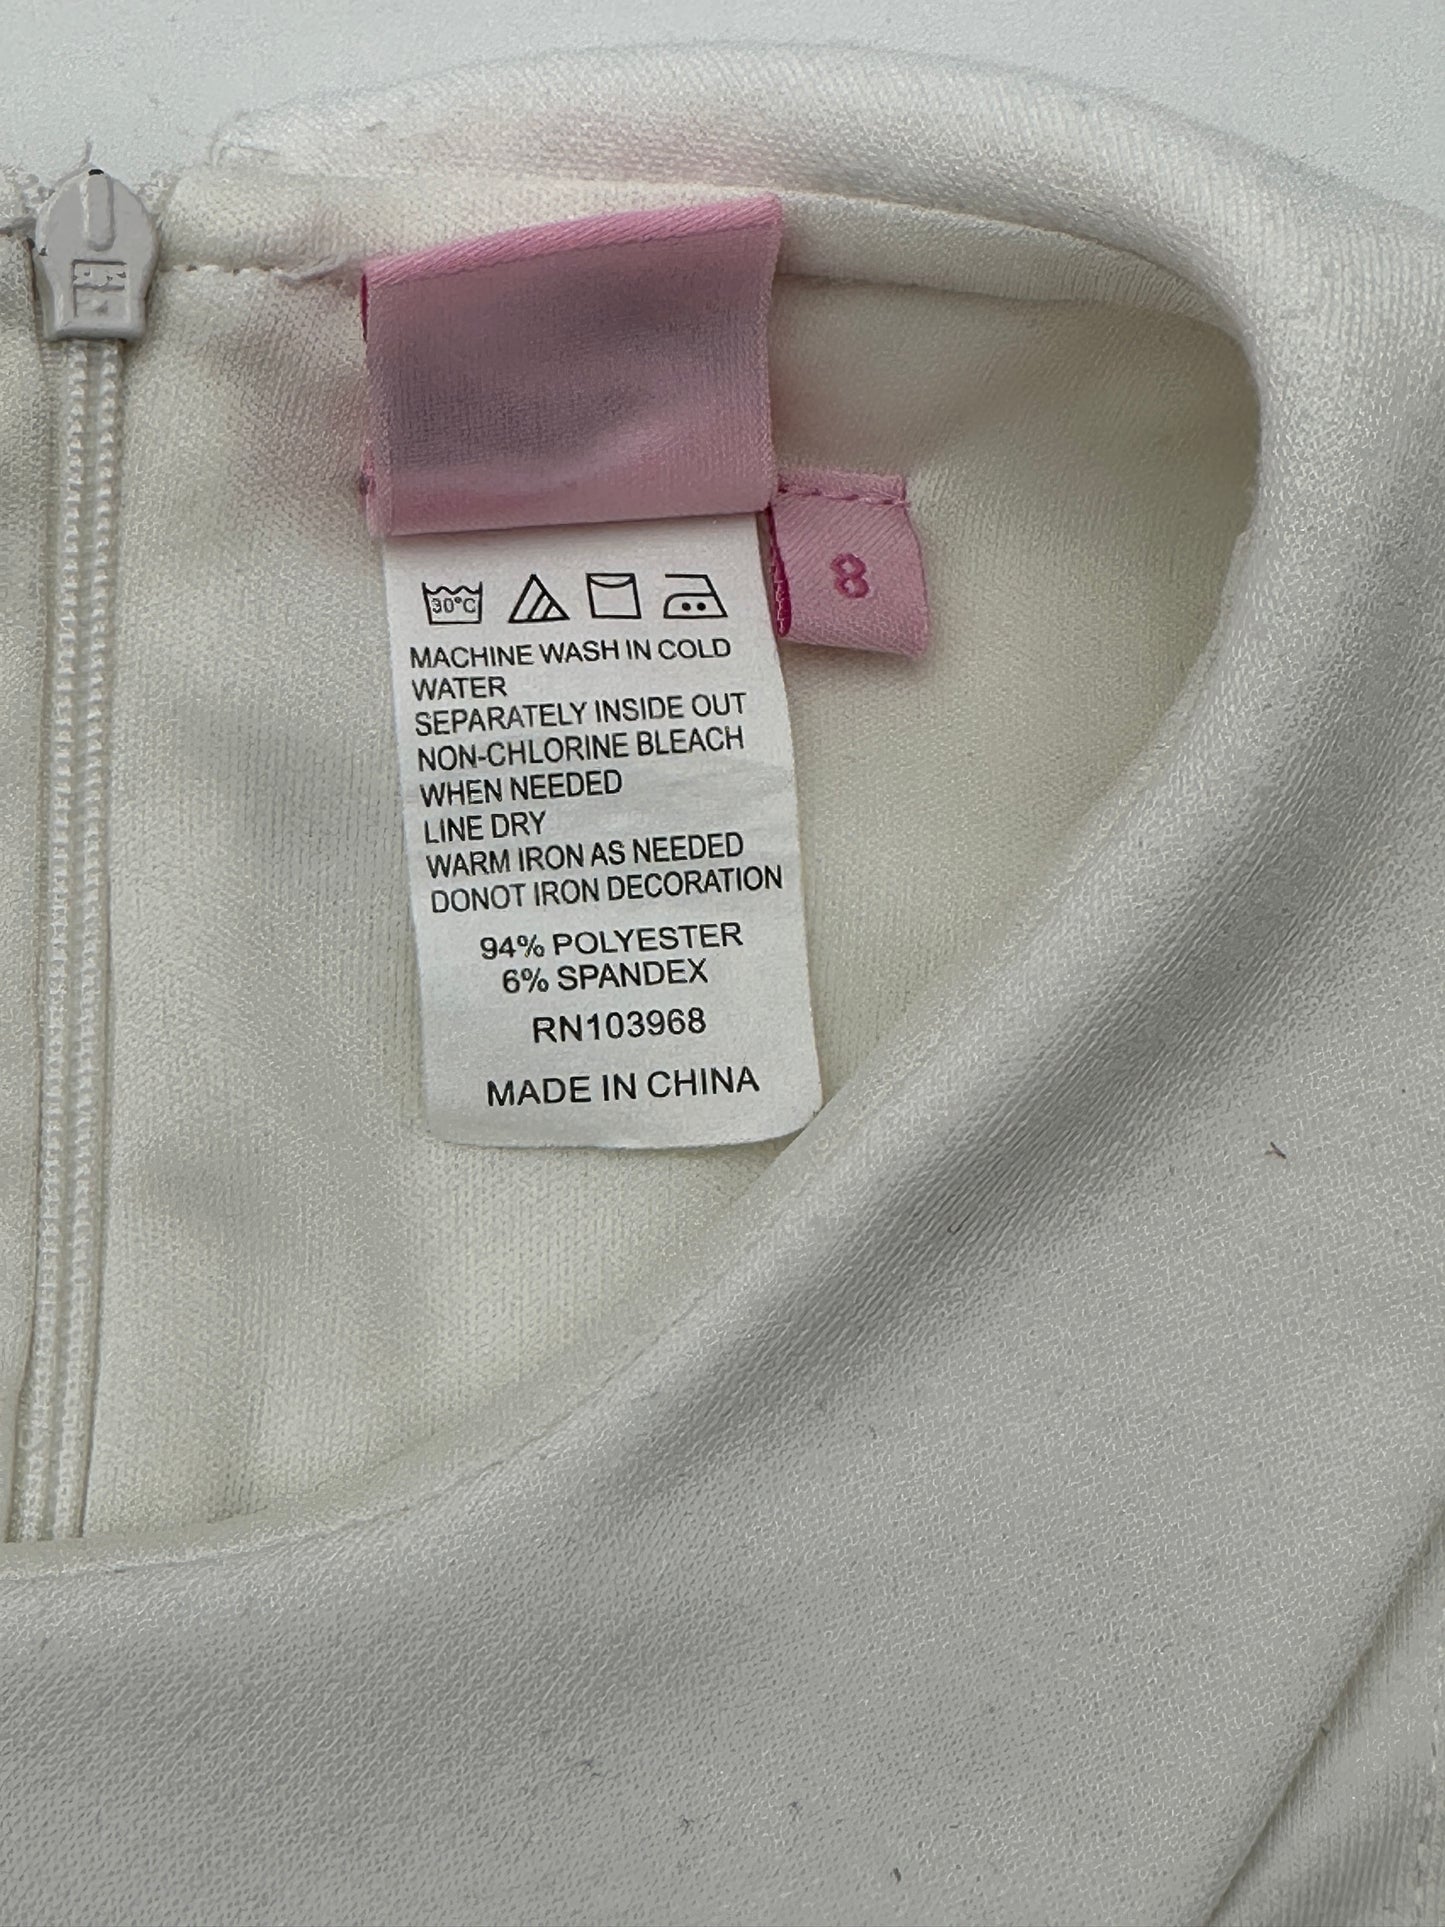 8
30°C
MACHINE WASH IN COLD
WATER
SEPARATELY INSIDE OUT
NON-CHLORINE BLEACH
WHEN NEEDED
LINE DRY
WARM IRON AS NEEDED
DONOT IRON DECORATION
94% POLYESTER
6% SPANDEX
RN103968
MADE IN CHINA